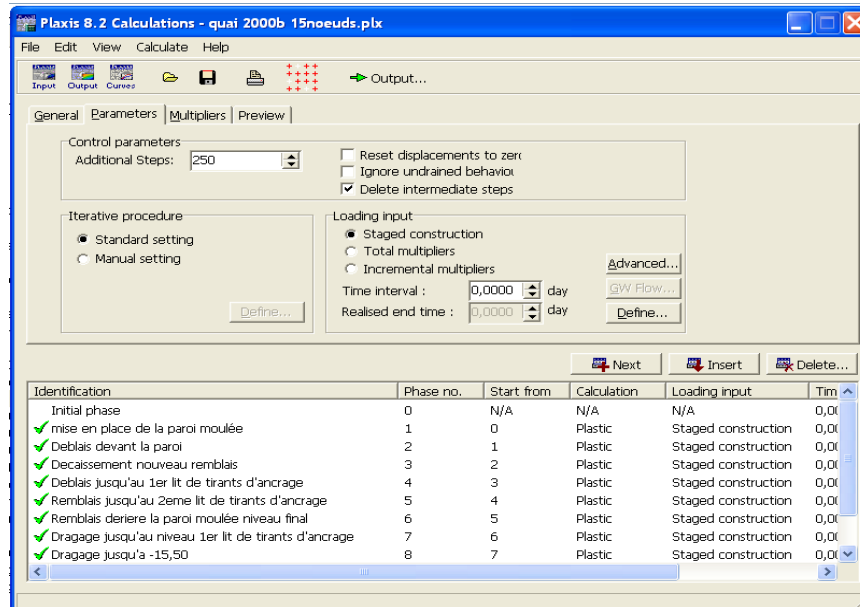 Plaxis 8.2 Calculations - quai 2000b 15noeuds.plx
File Edit View Calculate Help
Input Output Curves Output...
General Parameters Multipliers Preview
Control parameters
Additional Steps: 250
Reset displacements to zero
Ignore undrained behaviou
Delete intermediate steps
Iterative procedure
Standard setting
Manual setting
Define...
Loading input
Staged construction
Total multipliers
Incremental multipliers
Advanced...
Time interval : 0,0000 day
GW Flow...
Realised end time : 0,0000 day
Define...
Next Insert Delete...
Identification Phase no. Start from Calculation Loading input Tim
Initial phase 0 N/A N/A N/A 0,00
mise en place de la paroi moulée 1 0 Plastic Staged construction 0,00
Deblais devant la paroi 2 1 Plastic Staged construction 0,00
Decaissement nouveau remblais 3 2 Plastic Staged construction 0,00
Deblais jusqu'au 1er lit de tirants d'ancrage 4 3 Plastic Staged construction 0,00
Remblais jusqu'au 2eme lit de tirants d'ancrage 5 4 Plastic Staged construction 0,00
Remblais deriere la paroi moulée niveau final 6 5 Plastic Staged construction 0,00
Dragage jusqu'au niveau 1er lit de tirants d'ancrage 7 6 Plastic Staged construction 0,00
Dragage jusqu'a -15,50 8 7 Plastic Staged construction 0,00